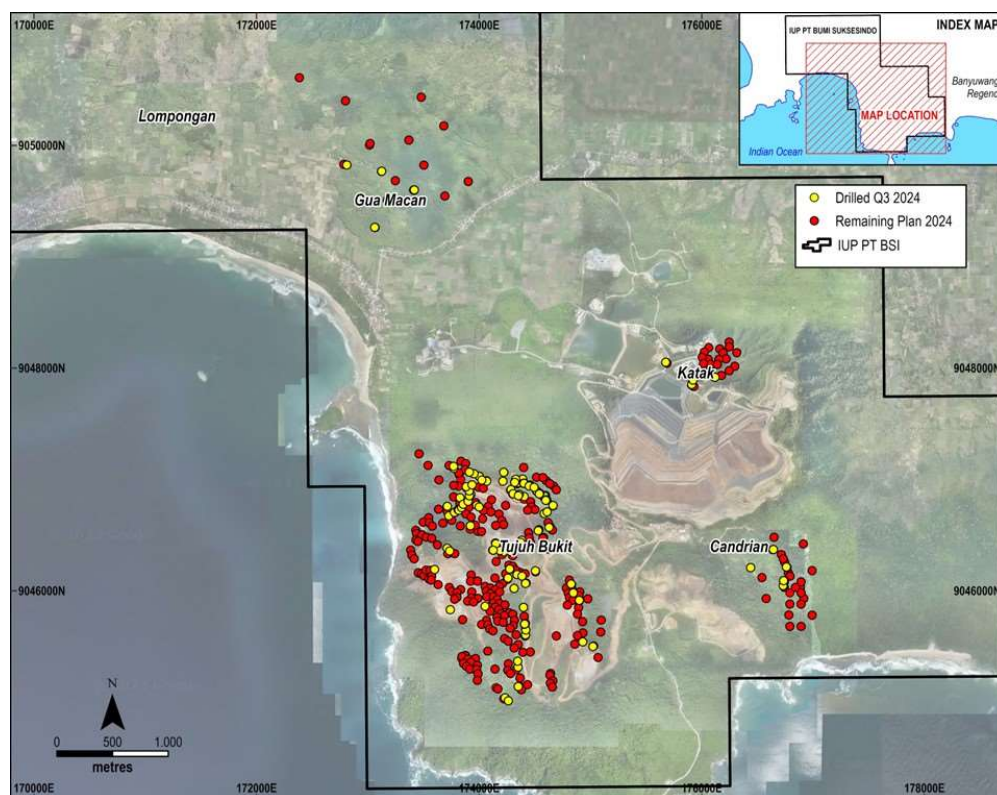 170000E
172000E
174000E
176000E
INDEX MAP
IUP PT BUMI SUKSESINDO
Banyuwang
Regenc
MAP LOCATION
Indian Ocean
Lompongan
9050000N
Gua Macan
Drilled Q3 2024
Remaining Plan 2024
IUP PT BSI
9048000N
9048000N
Katak
Tujuh Bukit
Candrian
9046000N
9046000N
N
0 500 1.000
metres
170000E
172000E
174000E
176000E
178000E